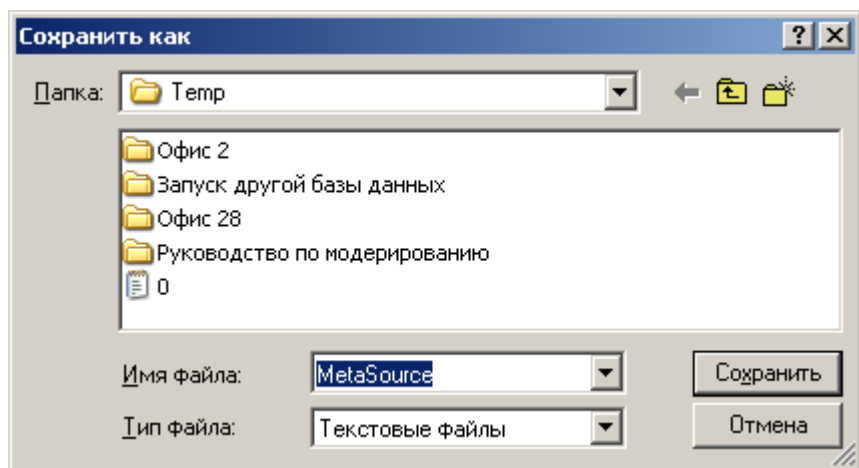 Сохранить как
Папка: Temp
Офис 2
Запуск другой базы данных
Офис 28
Руководство по модерированию
0
Имя файла: MetaSource Сохранить
Тип файла: Текстовые файлы Отмена